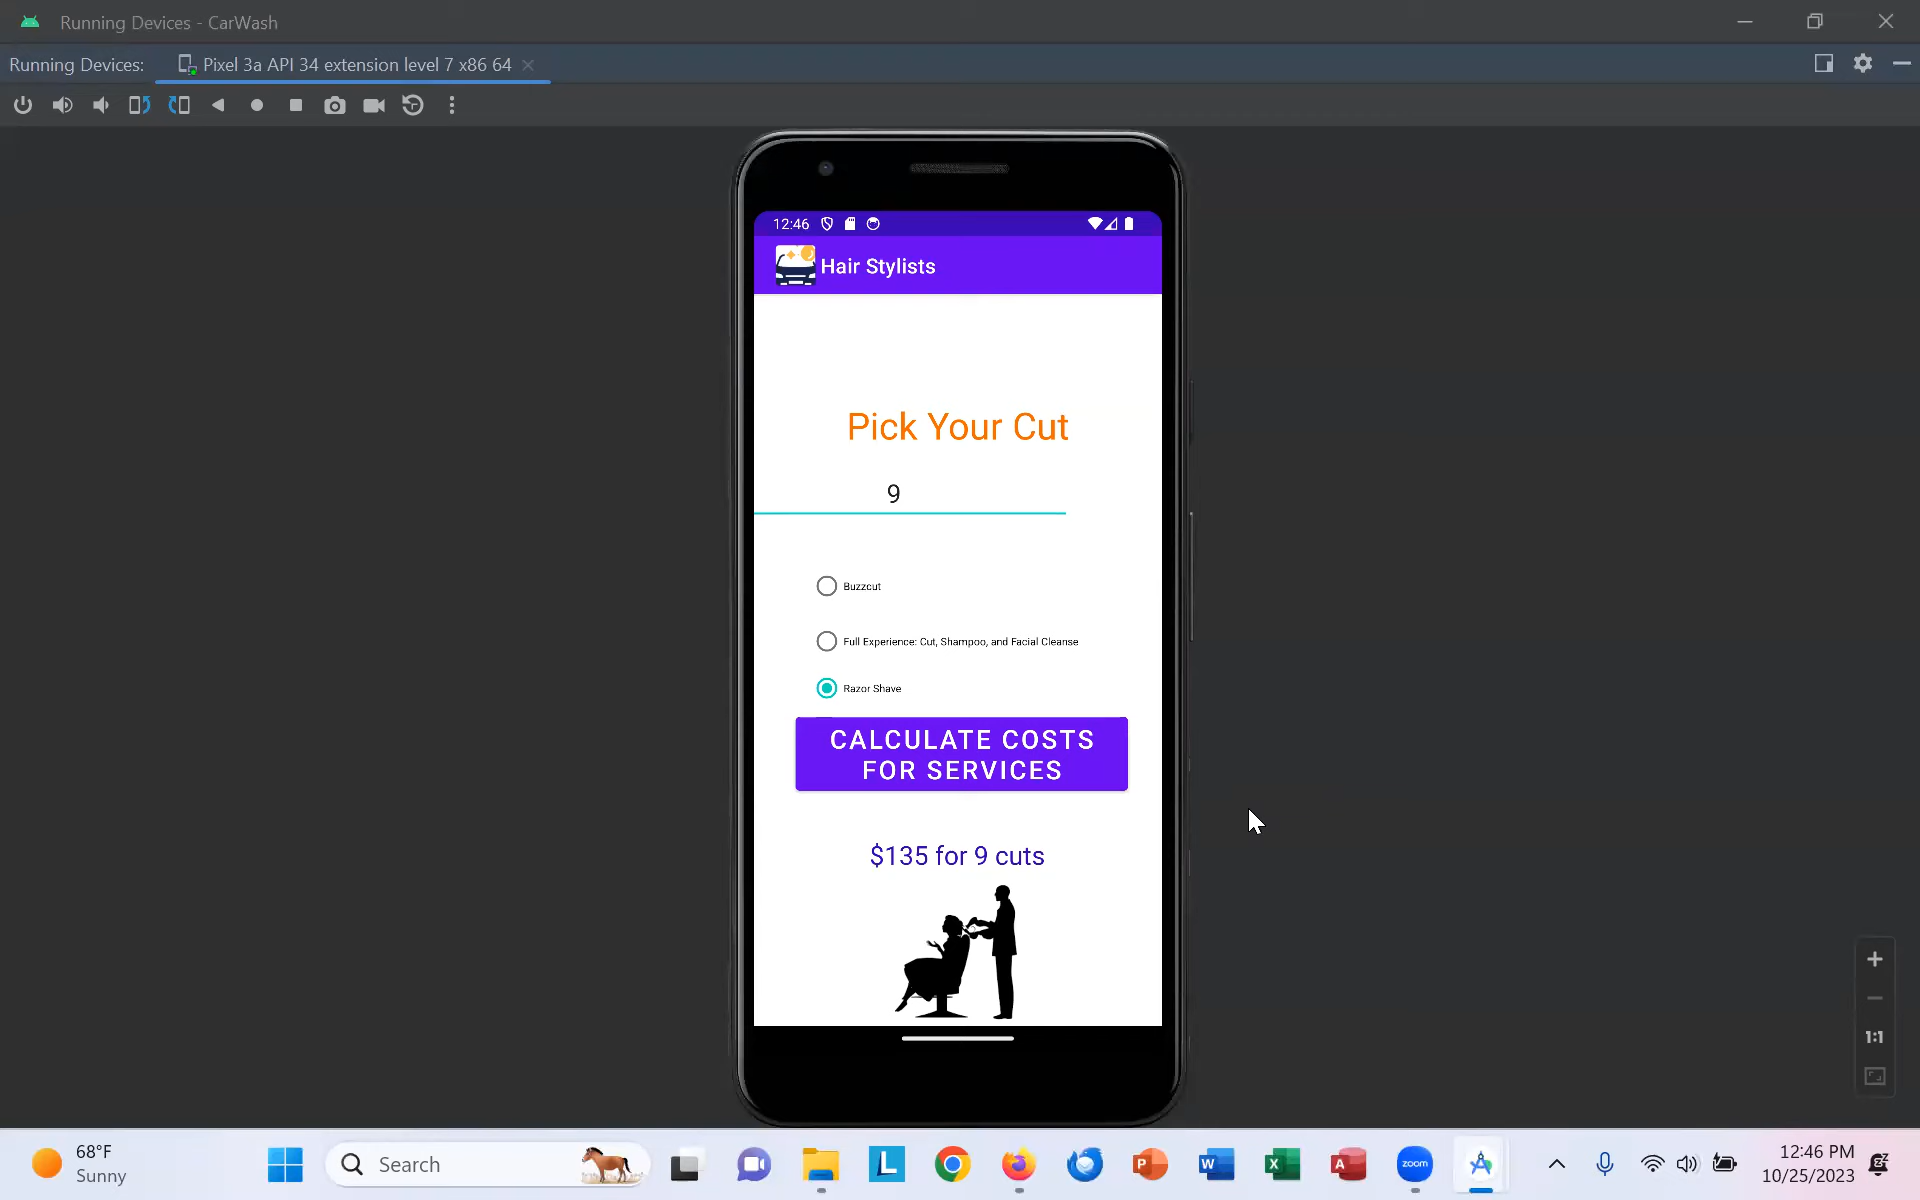 Running Devices - CarWash
Running Devices:
Pixel 3a API 34 extension level 7 x86 64
12:46
Hair Stylists
Pick Your Cut
9
Buzzcut
Full Experience: Cut, Shampoo, and Facial Cleanse
Razor Shave
CALCULATE COSTS
FOR SERVICES
$135 for 9 cuts
1:1
68°F
Sunny
Search
L
P
W
X
A
zoom
12:46 PM
10/25/2023